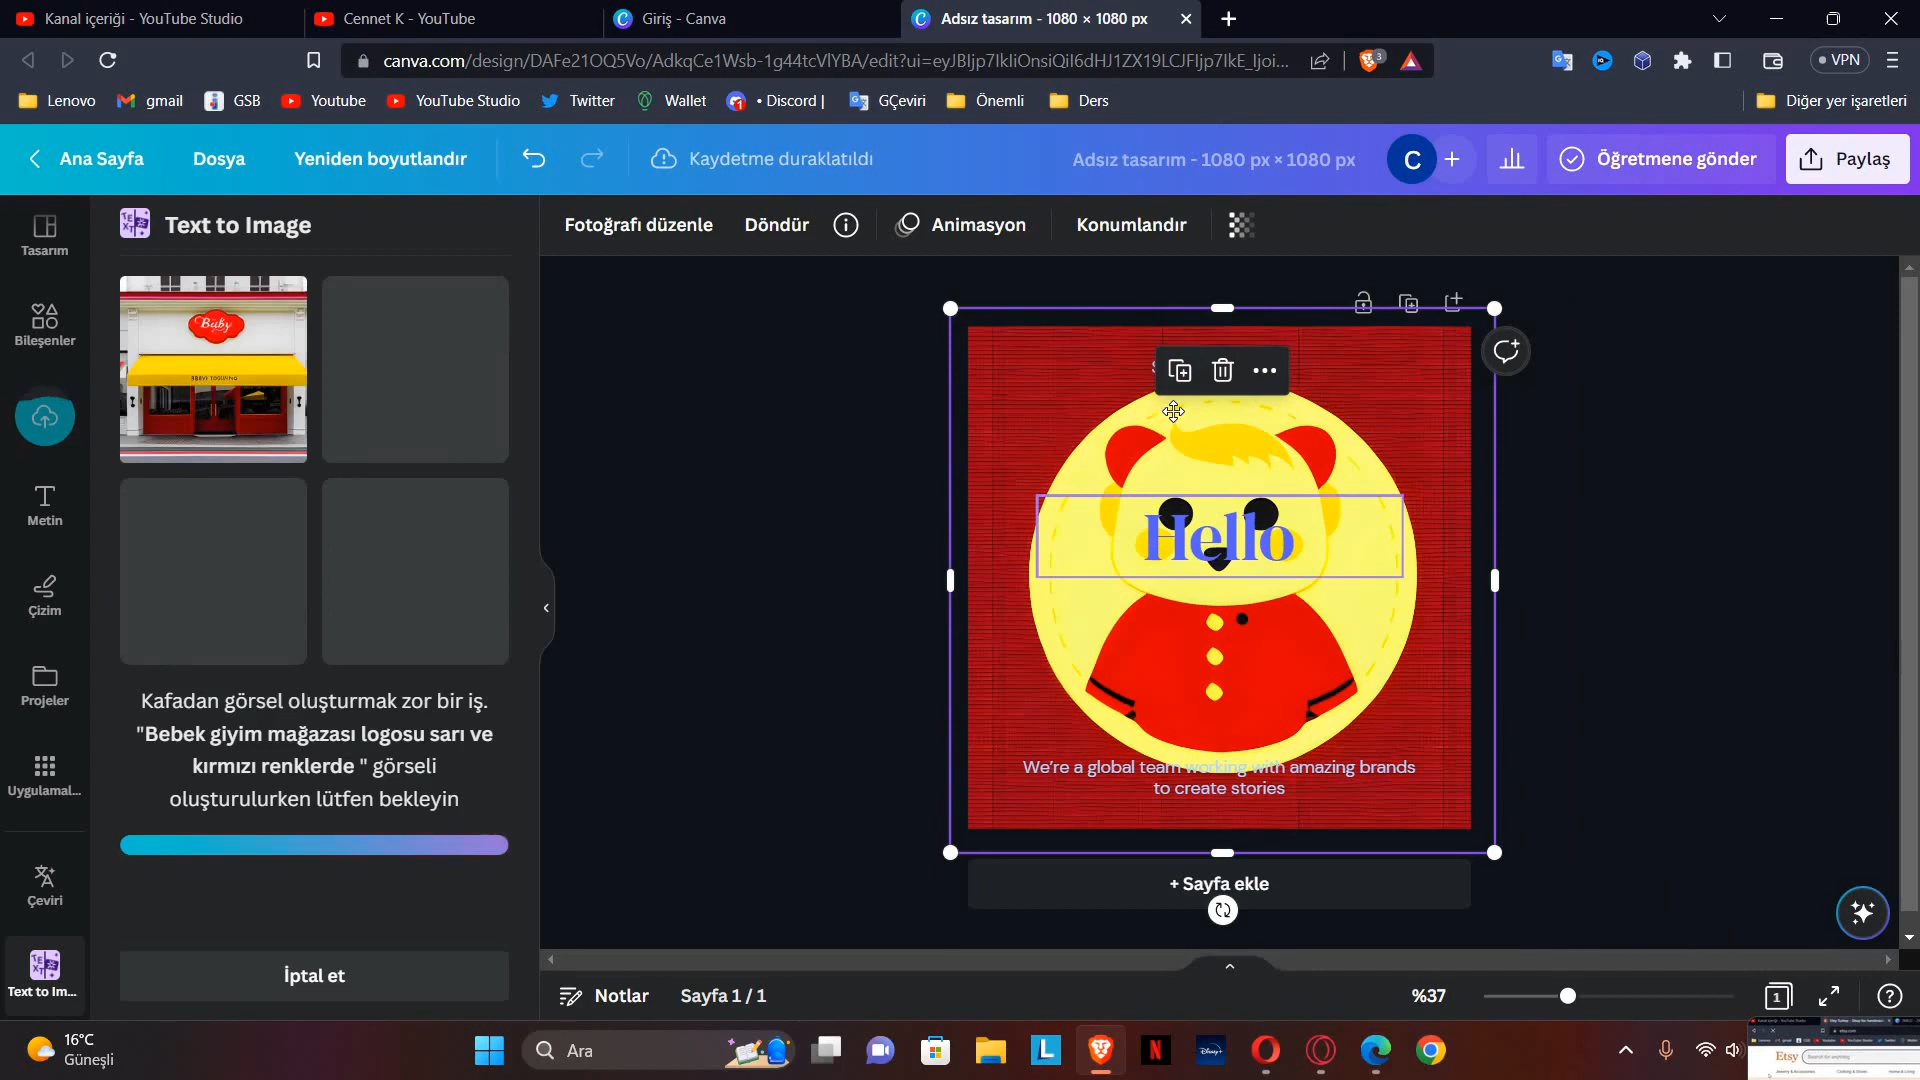 Kanal içeriği - YouTube Studio
Cennet K - YouTube
Giriş - Canva
Adsız tasarım - 1080 × 1080 px
canva.com/design/DAFe21OQ5Vo/AdkqCe1Wsb-1g44tcVlYBA/edit?ui=eyJBIjp7IkIiOnsiQiI6dHJ1ZX19LCJFIjp7IkE_Ijoi...
3
VPN
Lenovo
gmail
GSB
Youtube
YouTube Studio
Twitter
Wallet
• Discord |
GÇeviri
Önemli
Ders
Diğer yer işaretleri
Ana Sayfa
Dosya
Yeniden boyutlandır
Kaydetme duraklatıldı
Adsız tasarım - 1080 px × 1080 px
C
Öğretmene gönder
Paylaş
Tasarım
Bileşenler
Metin
Çizim
Projeler
Uygulamal...
Çeviri
Text to Im...
Text to Image
Baby
Kafadan görsel oluşturmak zor bir iş.
"Bebek giyim mağazası logosu sarı ve
kırmızı renklerde " görseli
oluşturulurken lütfen bekleyin
İptal et
Fotoğrafı düzenle
Döndür
Animasyon
Konumlandır
Hello
We're a global team working with amazing brands
to create stories
+ Sayfa ekle
Notlar
Sayfa 1 / 1
%37
1
16°C
Güneşli
Ara
Etsy